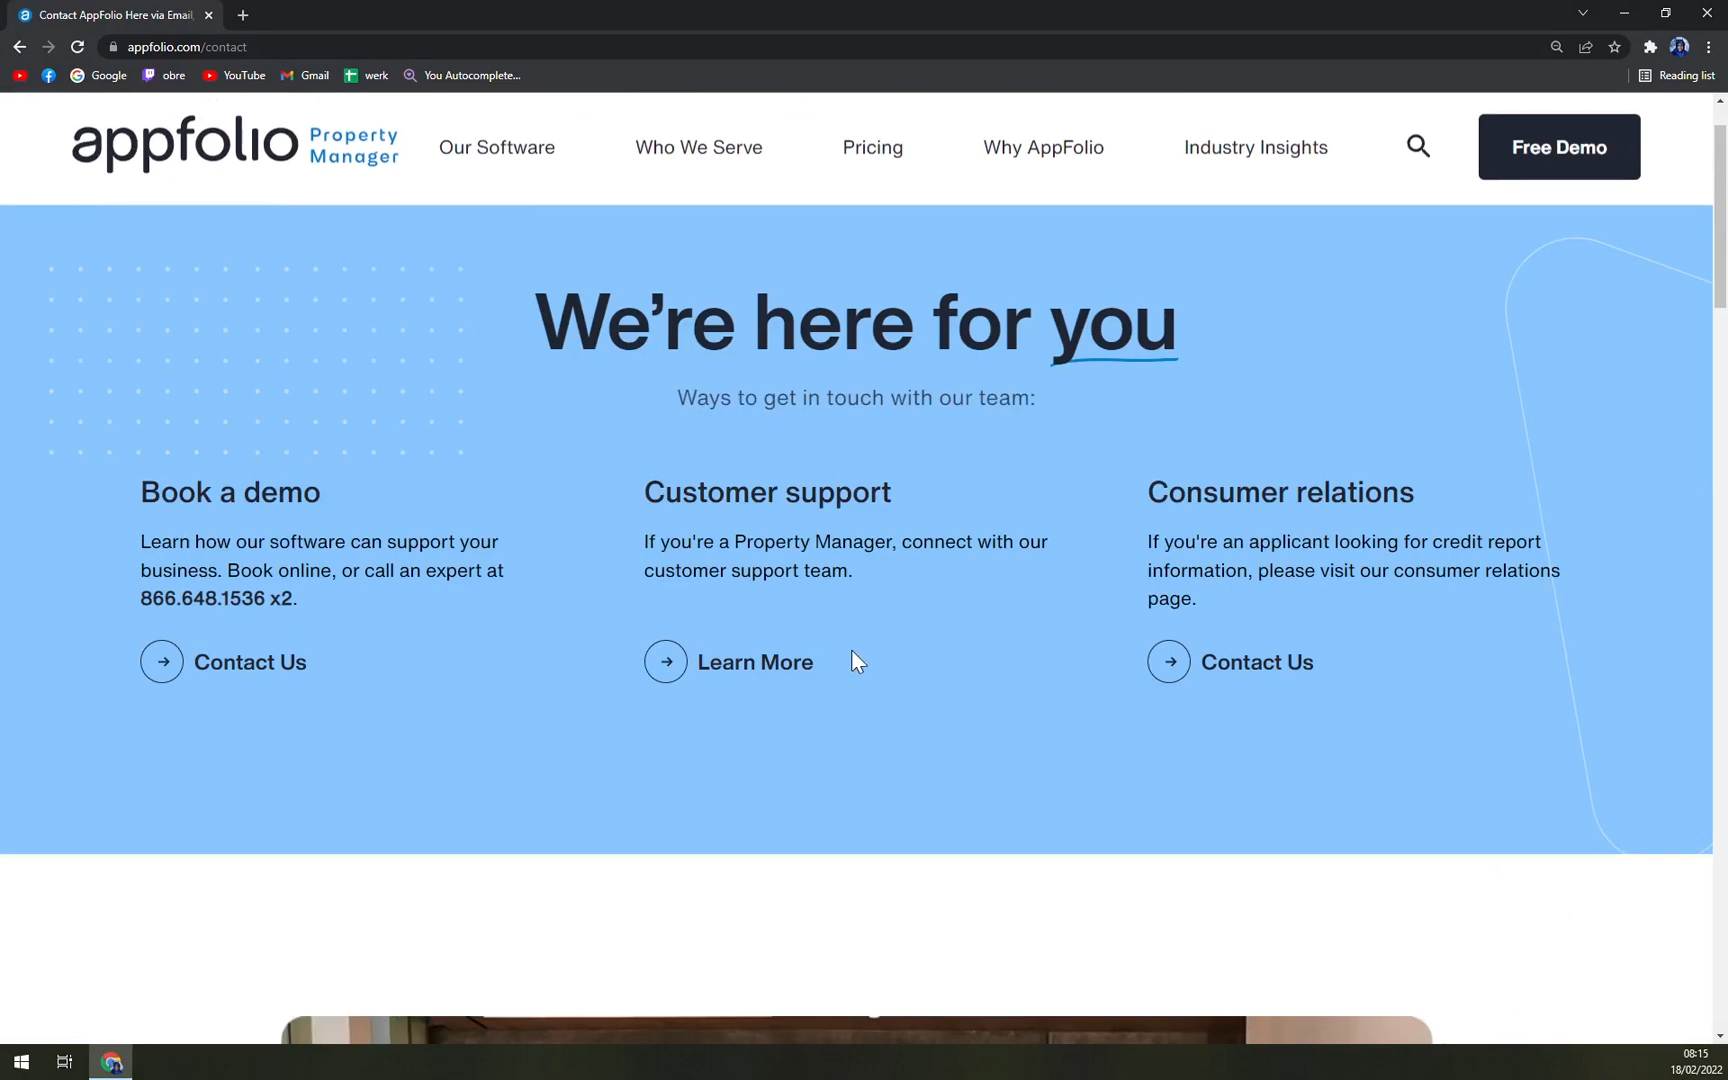 Contact AppFolio Here via Email,
appfolio.com/contact
Google
obre
YouTube
Gmail
werk
You Autocomplete...
Reading list
appfolio Property Manager
Our Software
Who We Serve
Pricing
Why AppFolio
Industry Insights
Free Demo
We're here for you
Ways to get in touch with our team:
Book a demo
Learn how our software can support your
business. Book online, or call an expert at
866.648.1536 x2.
Contact Us
Customer support
If you're a Property Manager, connect with our
customer support team.
Learn More
Consumer relations
If you're an applicant looking for credit report
information, please visit our consumer relations
page.
Contact Us
08:15
18/02/2022